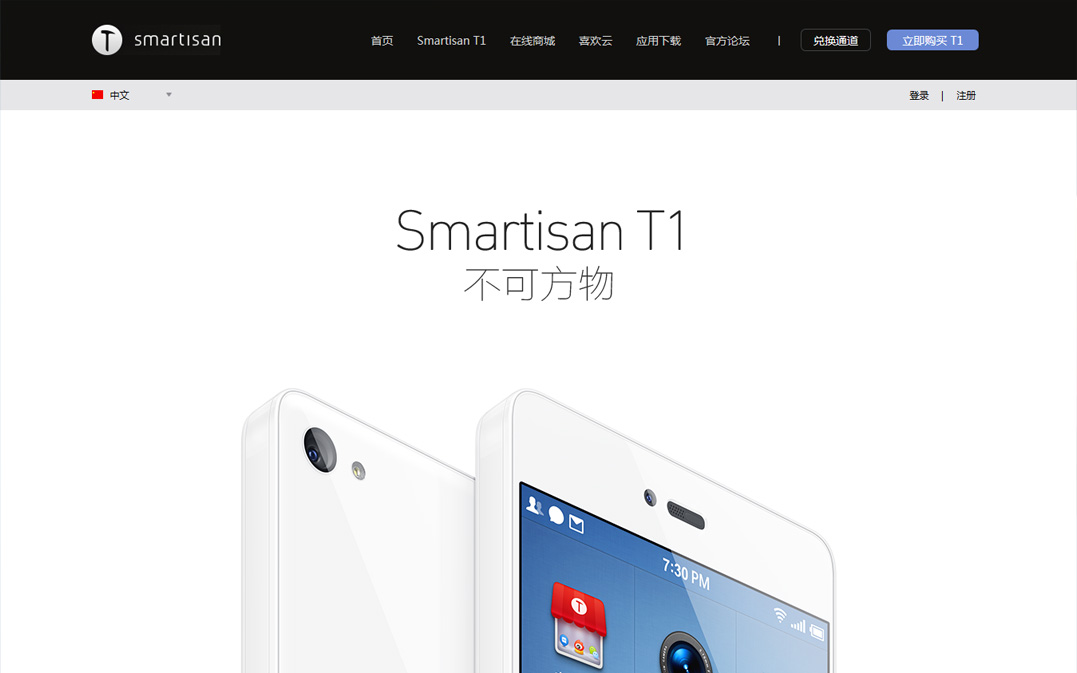 smartisan
首页 Smartisan T1 在线商城 喜欢云 应用下载 官方论坛 | 兑换通道 立即购买 T1
中文 登录 | 注册
Smartisan T1
不可方物
7:30 PM
T